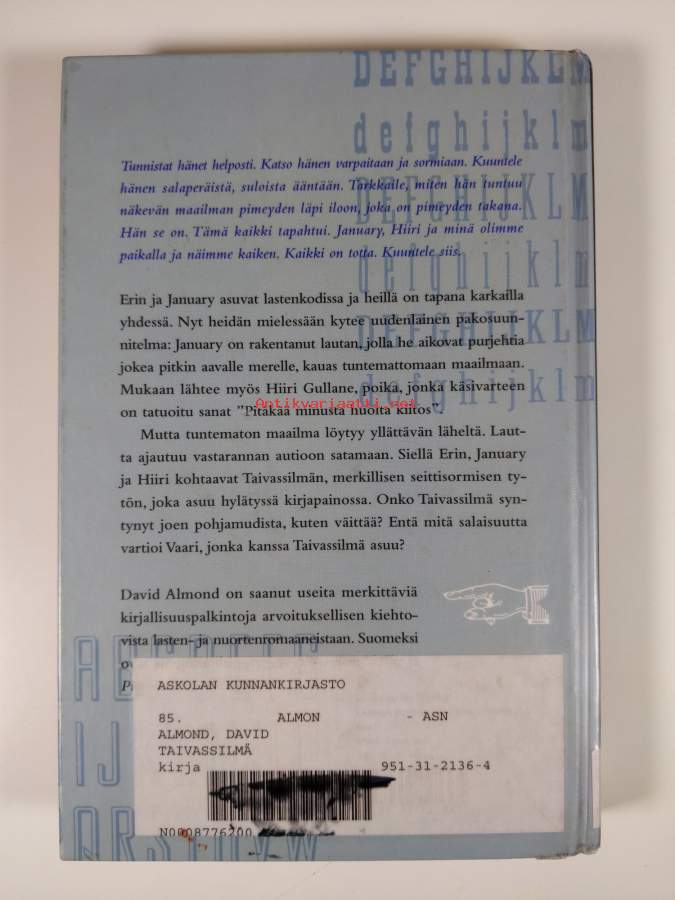 DEFGHIJKLM
defghijklm
DEFGHIJKLM
defghijklm
DEFGHIJKLM
defghijklm
Tunnistat hänet helposti. Katso hänen varpaitaan ja sormiaan. Kuuntele
hänen salaperäistä, suloista ääntään. Tarkkaile, miten hän tuntuu
näkevän maailman pimeyden läpi iloon, joka on pimeyden takana.
Hän se on. Tämä kaikki tapahtui. January, Hiiri ja minä olimme
paikalla ja näimme kaiken. Kaikki on totta. Kuuntele siis.
Erin ja January asuvat lastenkodissa ja heillä on tapana karkailla
yhdessä. Nyt heidän mielessään kytee uudenlainen pakosuun-
nitelma: January on rakentanut lautan, jolla he aikovat purjehtia
jokea pitkin aavalle merelle, kauas tuntemattomaan maailmaan.
Mukaan lähtee myös Hiiri Gullane, poika, jonka käsivarteen
on tatuoitu sanat ”Pitäkää minusta huolta kiitos”.
Antikvariaatti.net
Mutta tuntematon maailma löytyy yllättävän läheltä. Laut-
ta ajautuu vastarannan autioon satamaan. Siellä Erin, January
ja Hiiri kohtaavat Taivassilmän, merkillisen seittisormisen ty-
tön, joka asuu hylätyssä kirjapainossa. Onko Taivassilmä syn-
tynyt joen pohjamudista, kuten väittää? Entä mitä salaisuutta
vartioi Vaari, jonka kanssa Taivassilmä asuu?
David Almond on saanut useita merkittäviä
kirjallisuuspalkintoja arvoituksellisen kiehto-
vista lasten- ja nuortenromaaneistaan. Suomeksi
ASKOLAN KUNNANKIRJASTO
85. ALMON - ASN
ALMOND, DAVID
TAIVASSILMÄ
kirja 951-31-2136-4
N0008776200
IJ